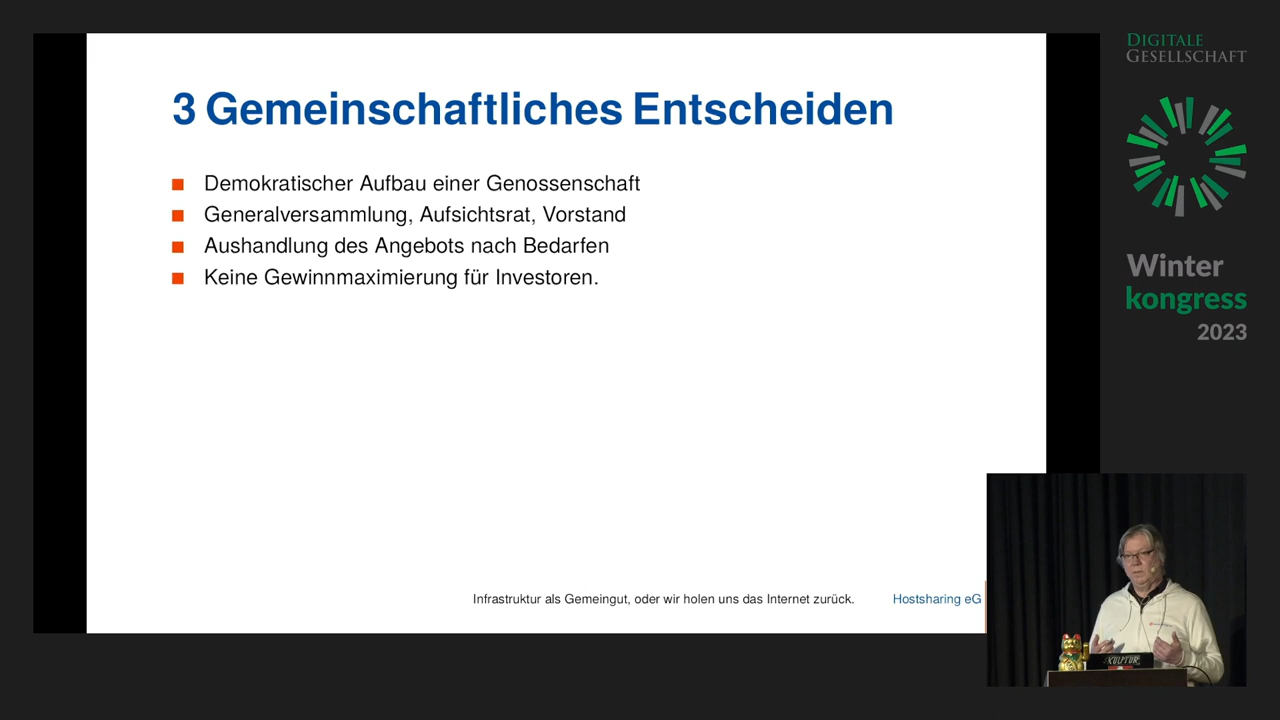 3 Gemeinschaftliches Entscheiden
Demokratischer Aufbau einer Genossenschaft
Generalversammlung, Aufsichtsrat, Vorstand
Aushandlung des Angebots nach Bedarfen
Keine Gewinnmaximierung für Investoren.
Infrastruktur als Gemeingut, oder wir holen uns das Internet zurück.
Hostsharing eG
DIGITALE
GESELLSCHAFT
Winter
kongress
2023